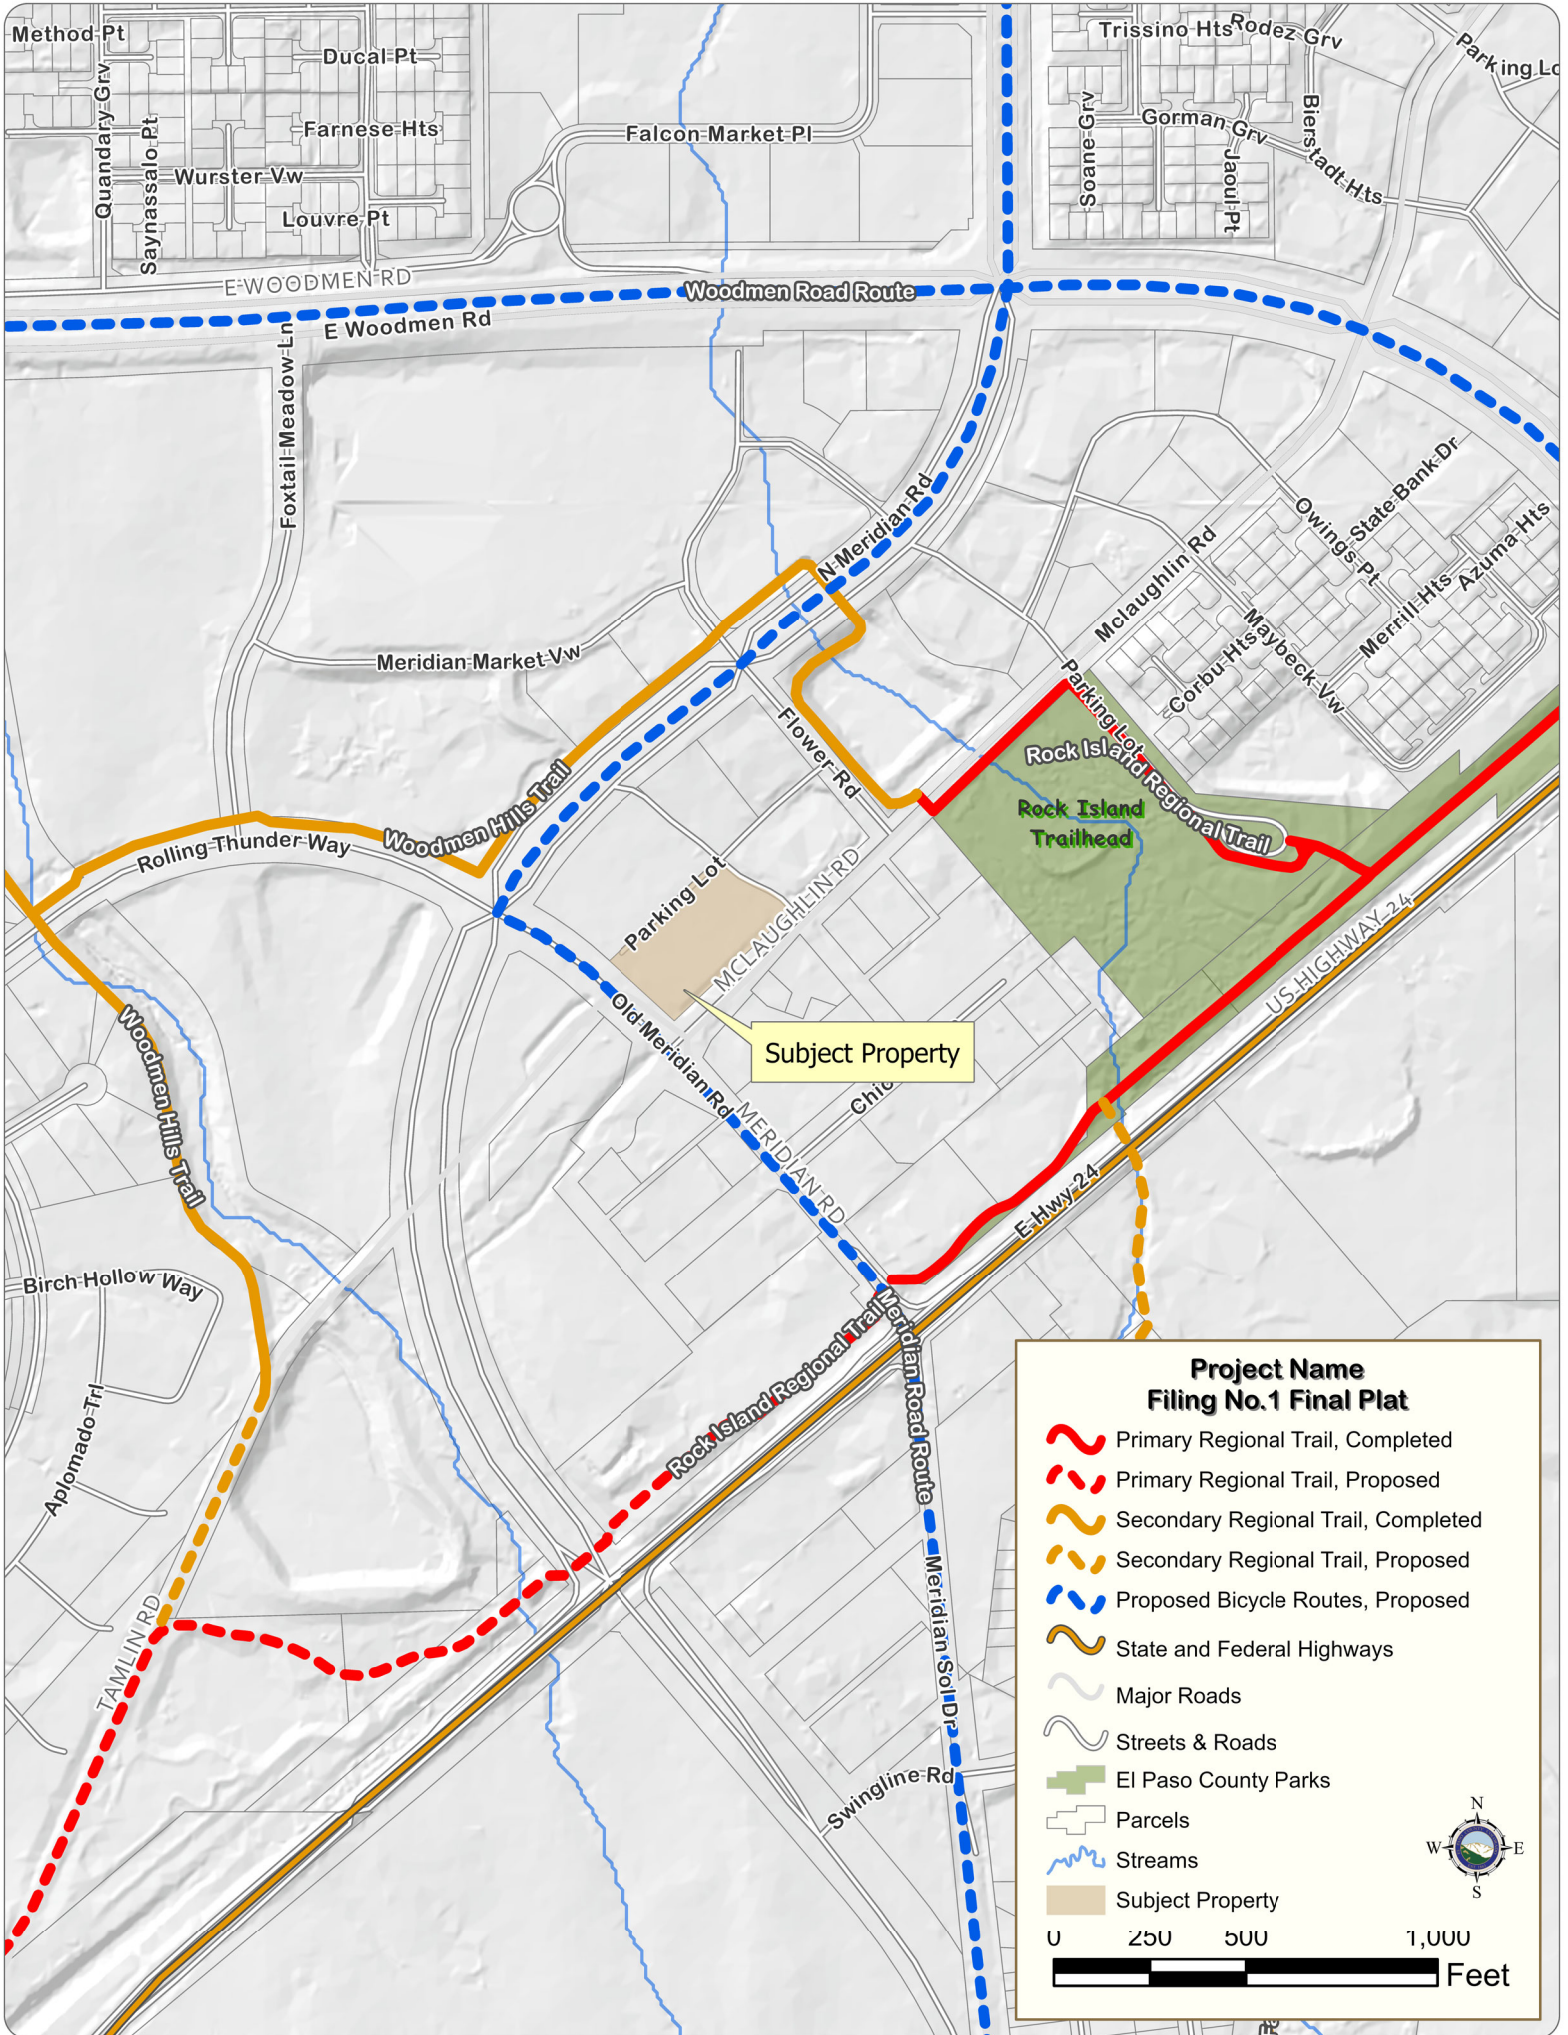 Method Pt
Ducal Pt
Trissino Hts
Rodez Grv
Quandary Grv
Saynassalo Pt
Farnese Hts
Falcon Market Pl
Soane Grv
Gorman Grv
Bierstadt Hts
Jaoul Pt
Wurster Vw
Louvre Pt
E WOODMEN RD
Woodmen Road Route
E Woodmen Rd
Foxtail Meadow Ln
N Meridian Rd
State Bank Dr
Owings Pt
Azuma Hts
Mclaughlin Rd
Merrill Hts
Maybeck Vw
Corbu Hts
Meridian Market Vw
Parking Lot
Flower Rd
Rock Island Regional Trail
Rock Island
Trailhead
Woodmen Hills Trail
Rolling Thunder Way
Parking Lot
MCLAUGHLIN RD
US HIGHWAY 24
Old Meridian Rd
Subject Property
Woodmen Hills Trail
MERIDIAN RD
E Hwy 24
Birch Hollow Way
Rock Island Regional Trail
Meridian Road Route
Aplomado Trl
TAMLIN RD
Meridian Sol Dr
Swingline Rd
Project Name
Filing No.1 Final Plat
Primary Regional Trail, Completed
Primary Regional Trail, Proposed
Secondary Regional Trail, Completed
Secondary Regional Trail, Proposed
Proposed Bicycle Routes, Proposed
State and Federal Highways
Major Roads
Streets & Roads
El Paso County Parks
Parcels
Streams
Subject Property
N
W E
S
0 250 500 1,000
Feet